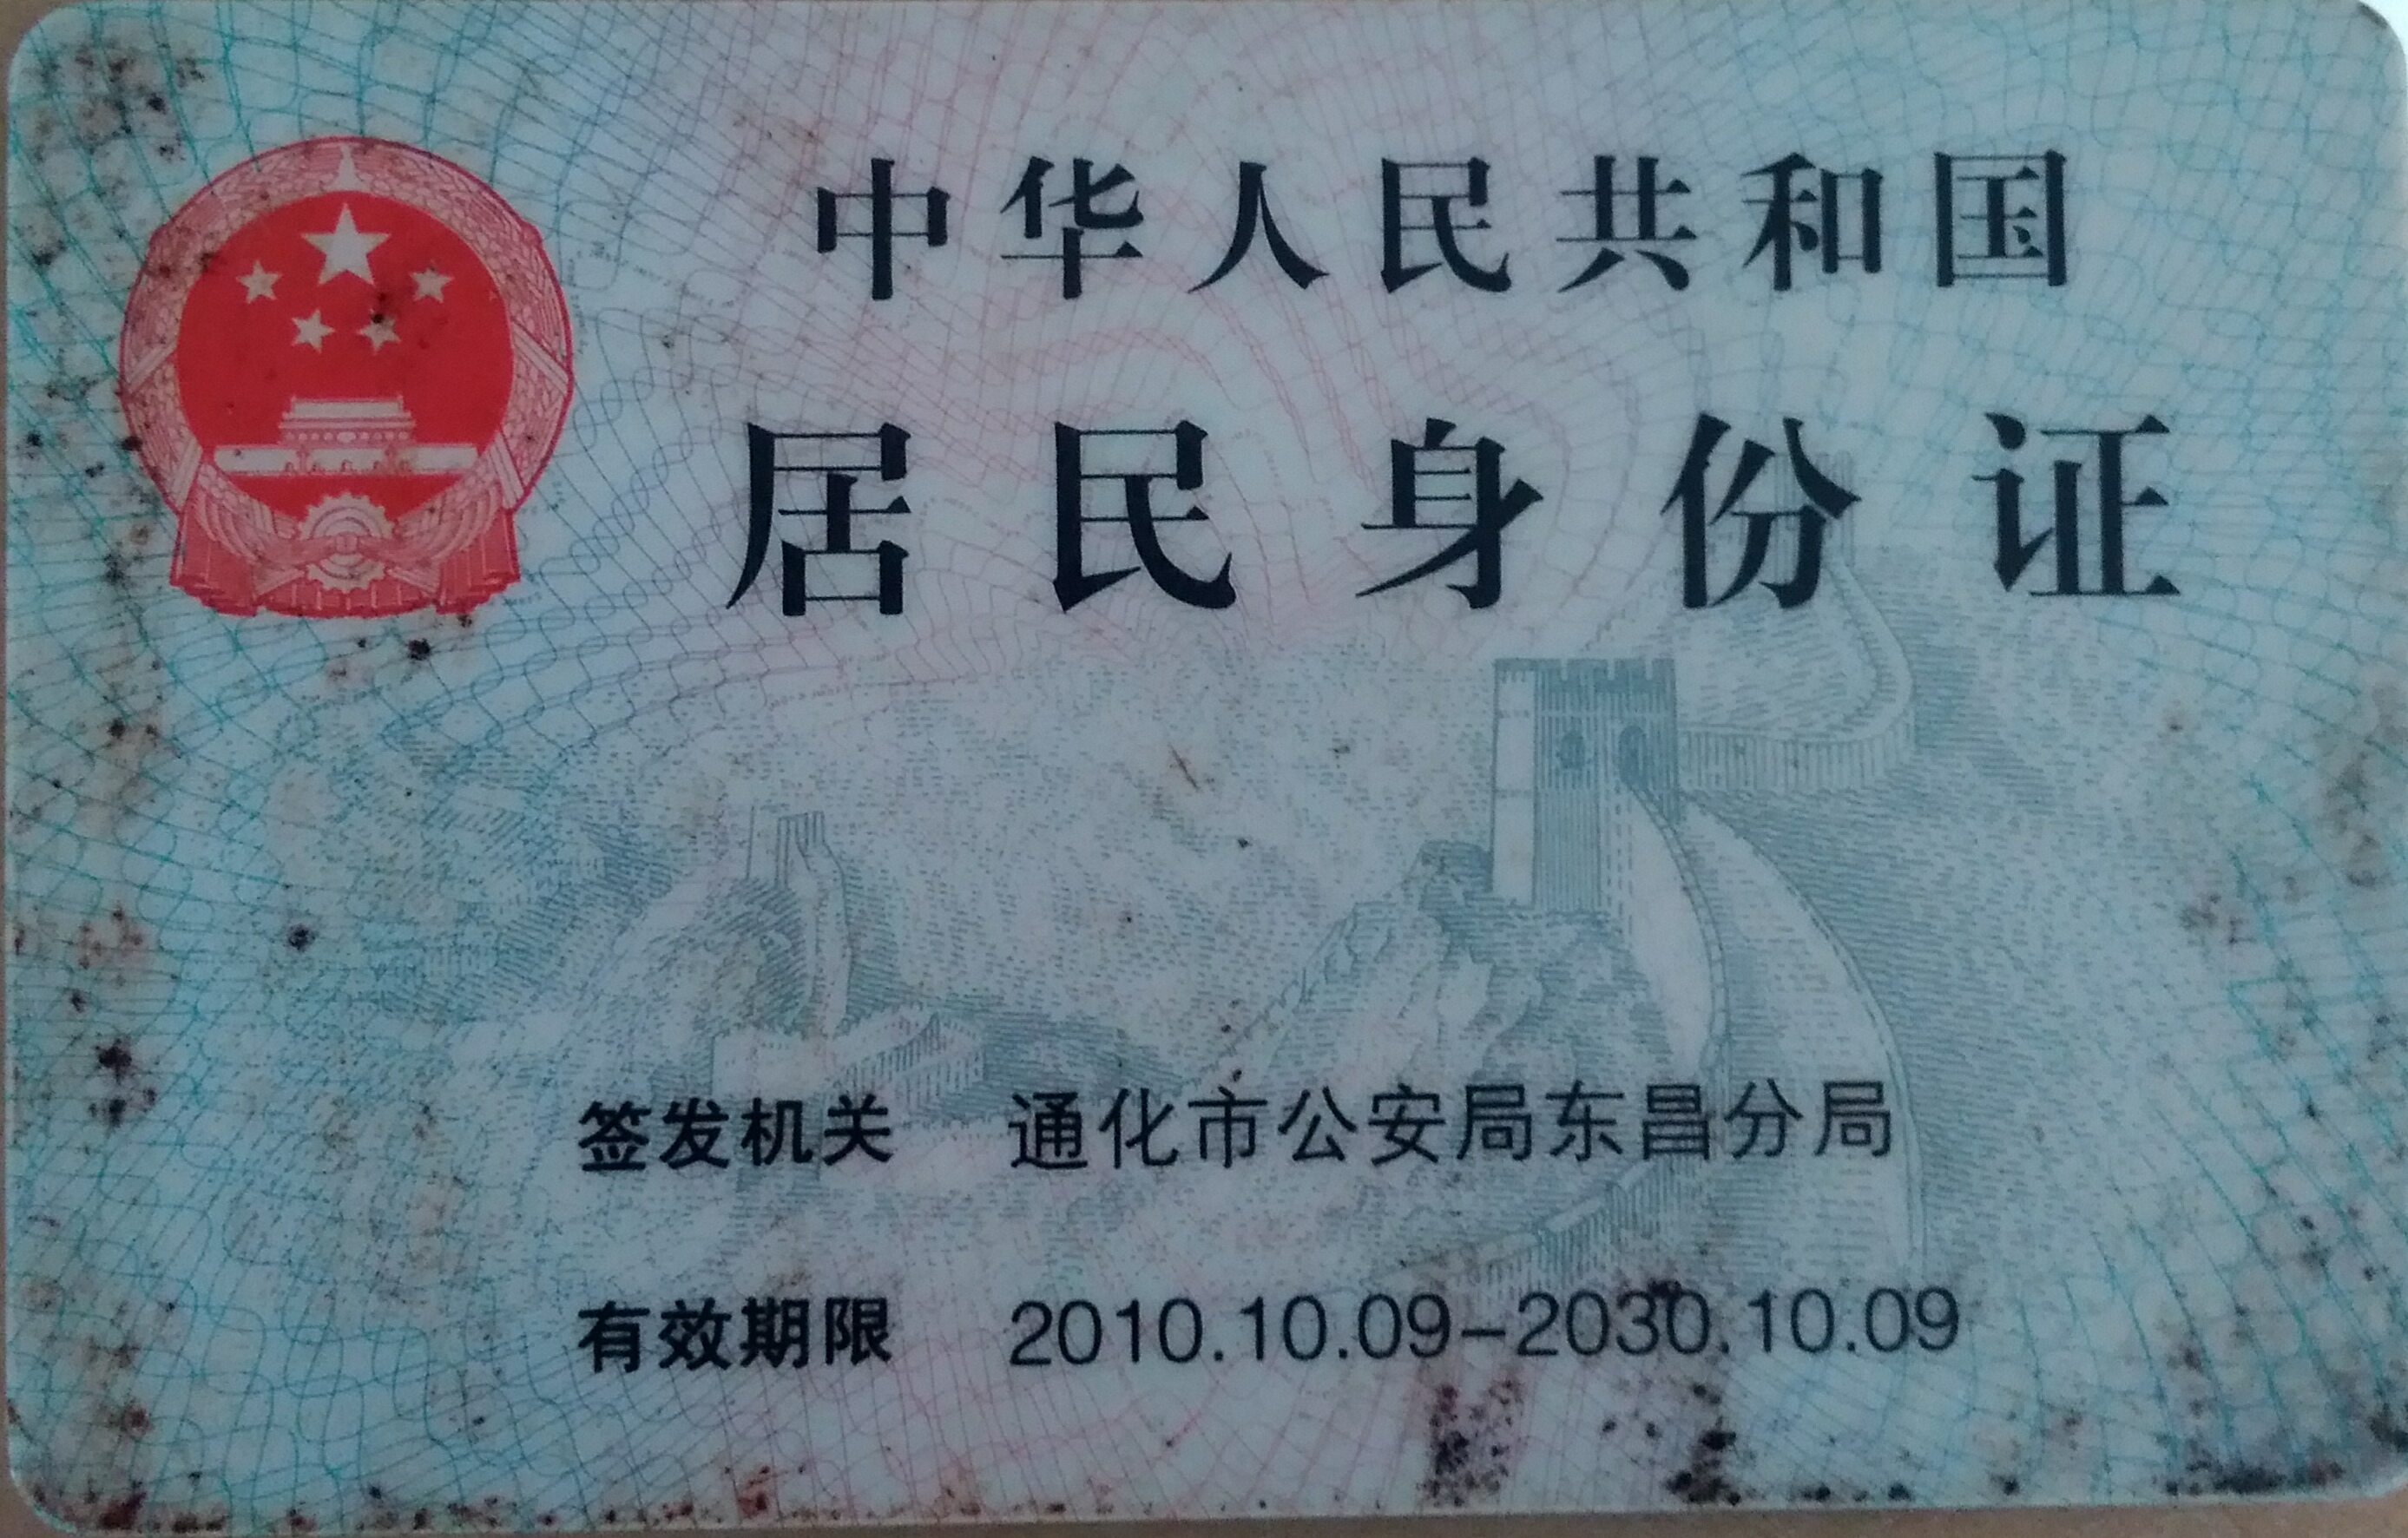 中华人民共和国
居民身份证
签发机关 通化市公安局东昌分局
有效期限 2010.10.09-2030.10.09